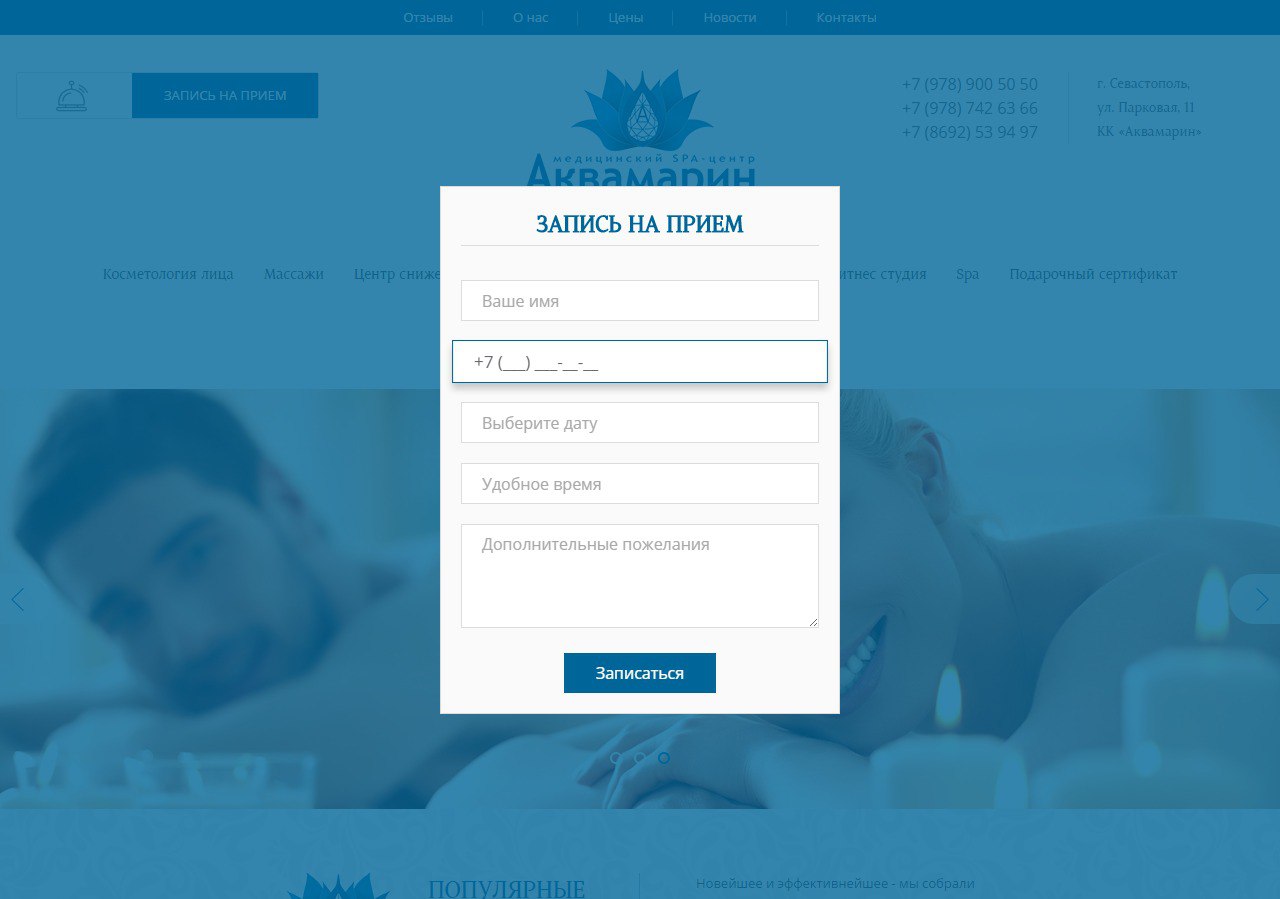 Отзывы
О нас
Цены
Новости
Контакты
ЗАПИСЬ НА ПРИЕМ
медицинский SPA-центр
Аквамарин
+7 (978) 900 50 50
+7 (978) 742 63 66
+7 (8692) 53 94 97
г. Севастополь,
ул. Парковая, 11
КК «Аквамарин»
Косметология лица
Массажи
Центр сниже
итнес студия
Spa
Подарочный сертификат
ЗАПИСЬ НА ПРИЕМ
Ваше имя
+7 (___) ___-__-__
Выберите дату
Удобное время
Дополнительные пожелания
Записаться
ПОПУЛЯРНЫЕ
Новейшее и эффективнейшее - мы собрали